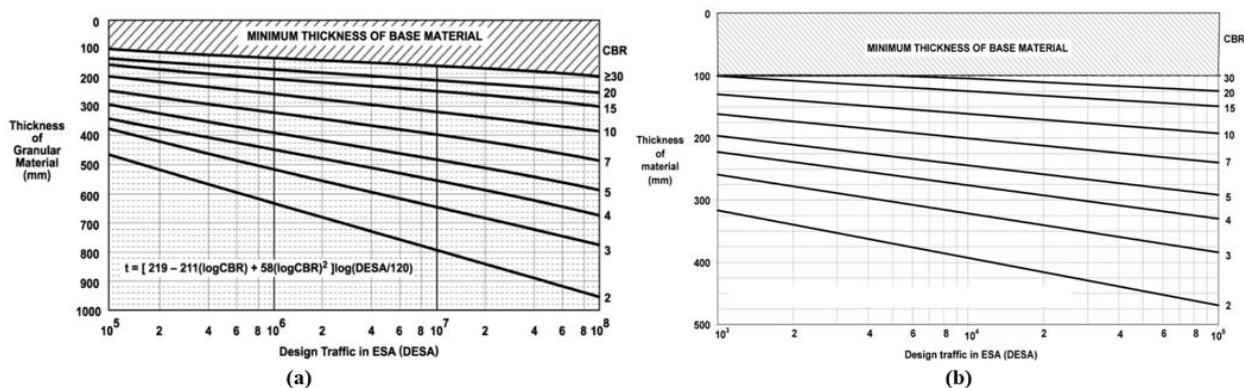 0
100
200
300
400
500
600
700
800
900
1000
Thickness
of
Granular
Material
(mm)
MINIMUM THICKNESS OF BASE MATERIAL
CBR
≥30
20
15
10
7
5
4
3
2
t = [ 219 – 211(logCBR) + 58(logCBR)² ]log(DESA/120)
10⁵ 2 4 6 8 10⁶ 2 4 6 8 10⁷ 2 4 6 8 10⁸
Design Traffic in ESA (DESA)
(a)
0
100
200
300
400
500
Thickness
of
material
(mm)
MINIMUM THICKNESS OF BASE MATERIAL
CBR
30
20
15
10
7
5
4
3
2
10³ 2 4 6 8 10⁴ 2 4 6 8 10⁵
Design traffic in ESA (DESA)
(b)